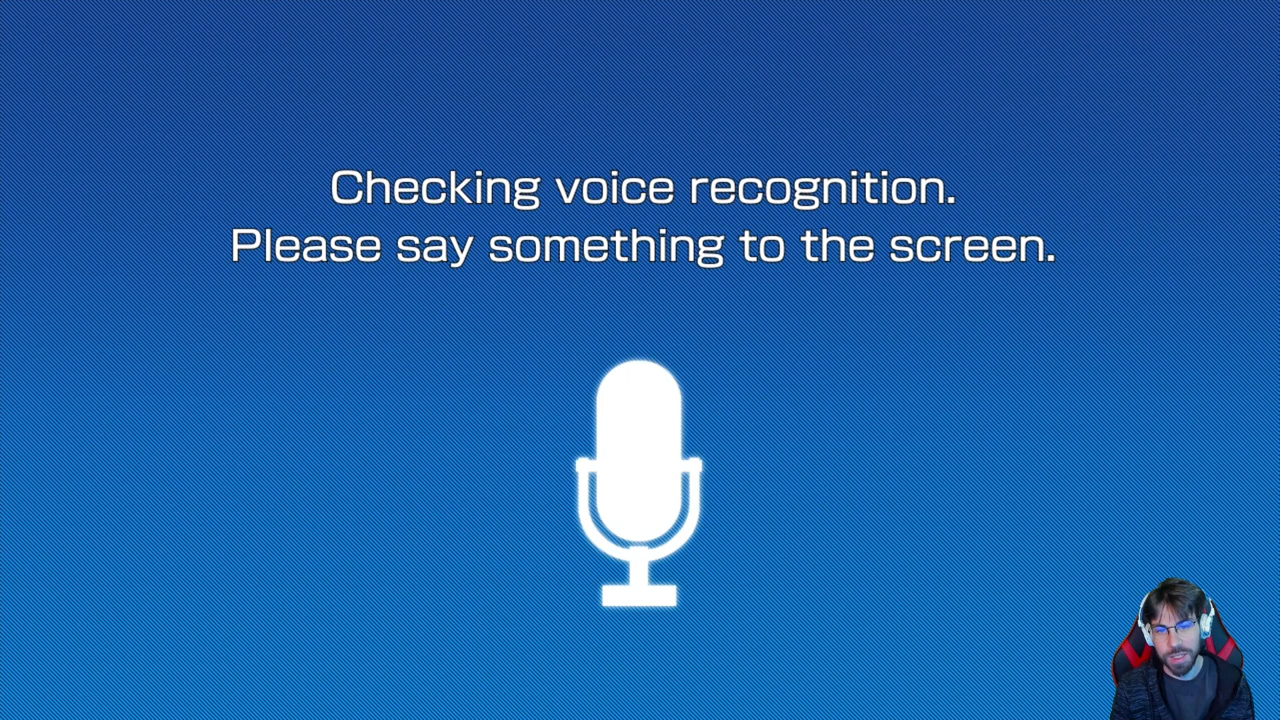 Checking voice recognition.
Please say something to the screen.